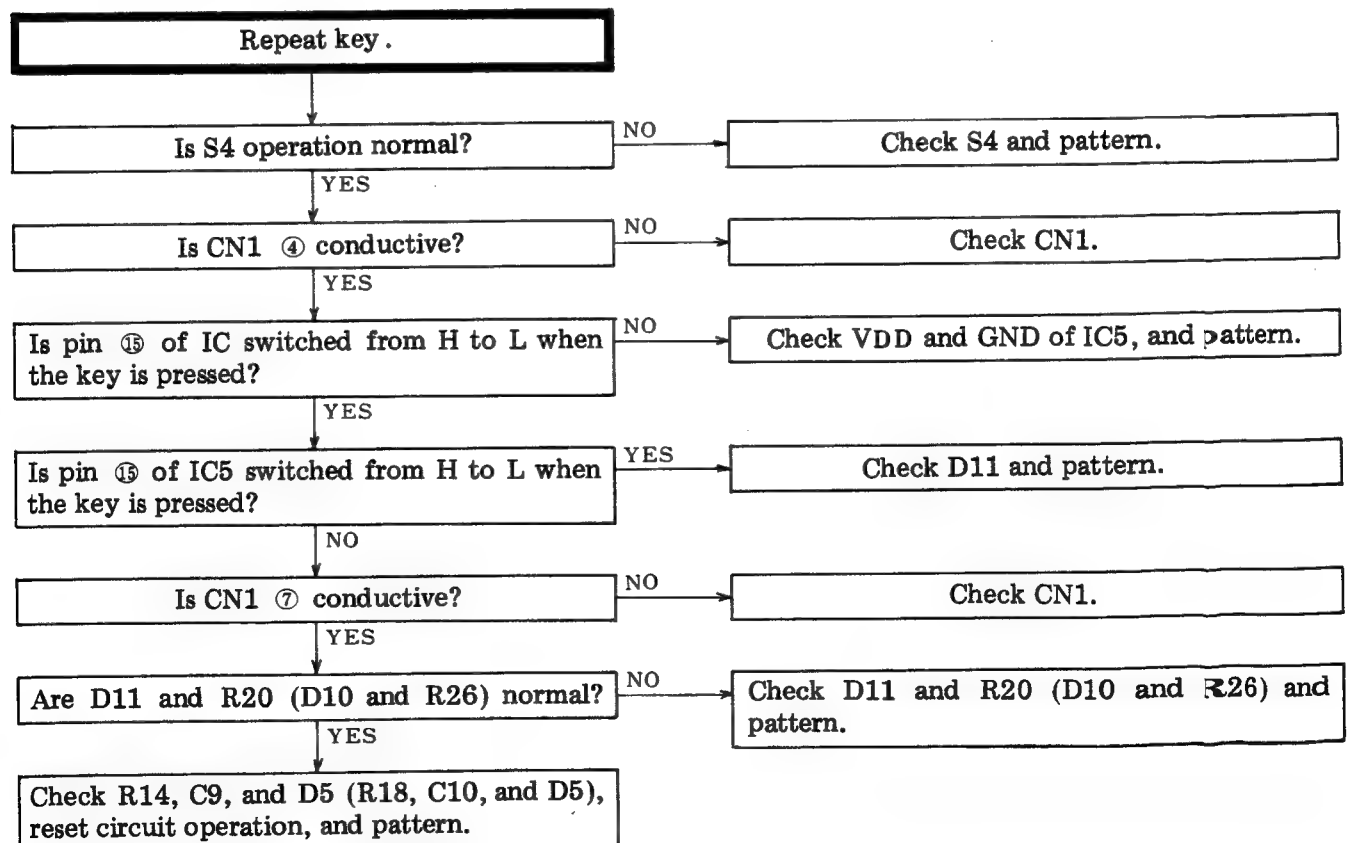 Repeat key.
Is S4 operation normal?
NO
Check S4 and pattern.
YES
Is CN1 ④ conductive?
NO
Check CN1.
YES
Is pin ⑮ of IC switched from H to L when
the key is pressed?
NO
Check VDD and GND of IC5, and pattern.
YES
Is pin ⑮ of IC5 switched from H to L when
the key is pressed?
YES
Check D11 and pattern.
NO
Is CN1 ⑦ conductive?
NO
Check CN1.
YES
Are D11 and R20 (D10 and R26) normal?
NO
Check D11 and R20 (D10 and R26) and
pattern.
YES
Check R14, C9, and D5 (R18, C10, and D5),
reset circuit operation, and pattern.